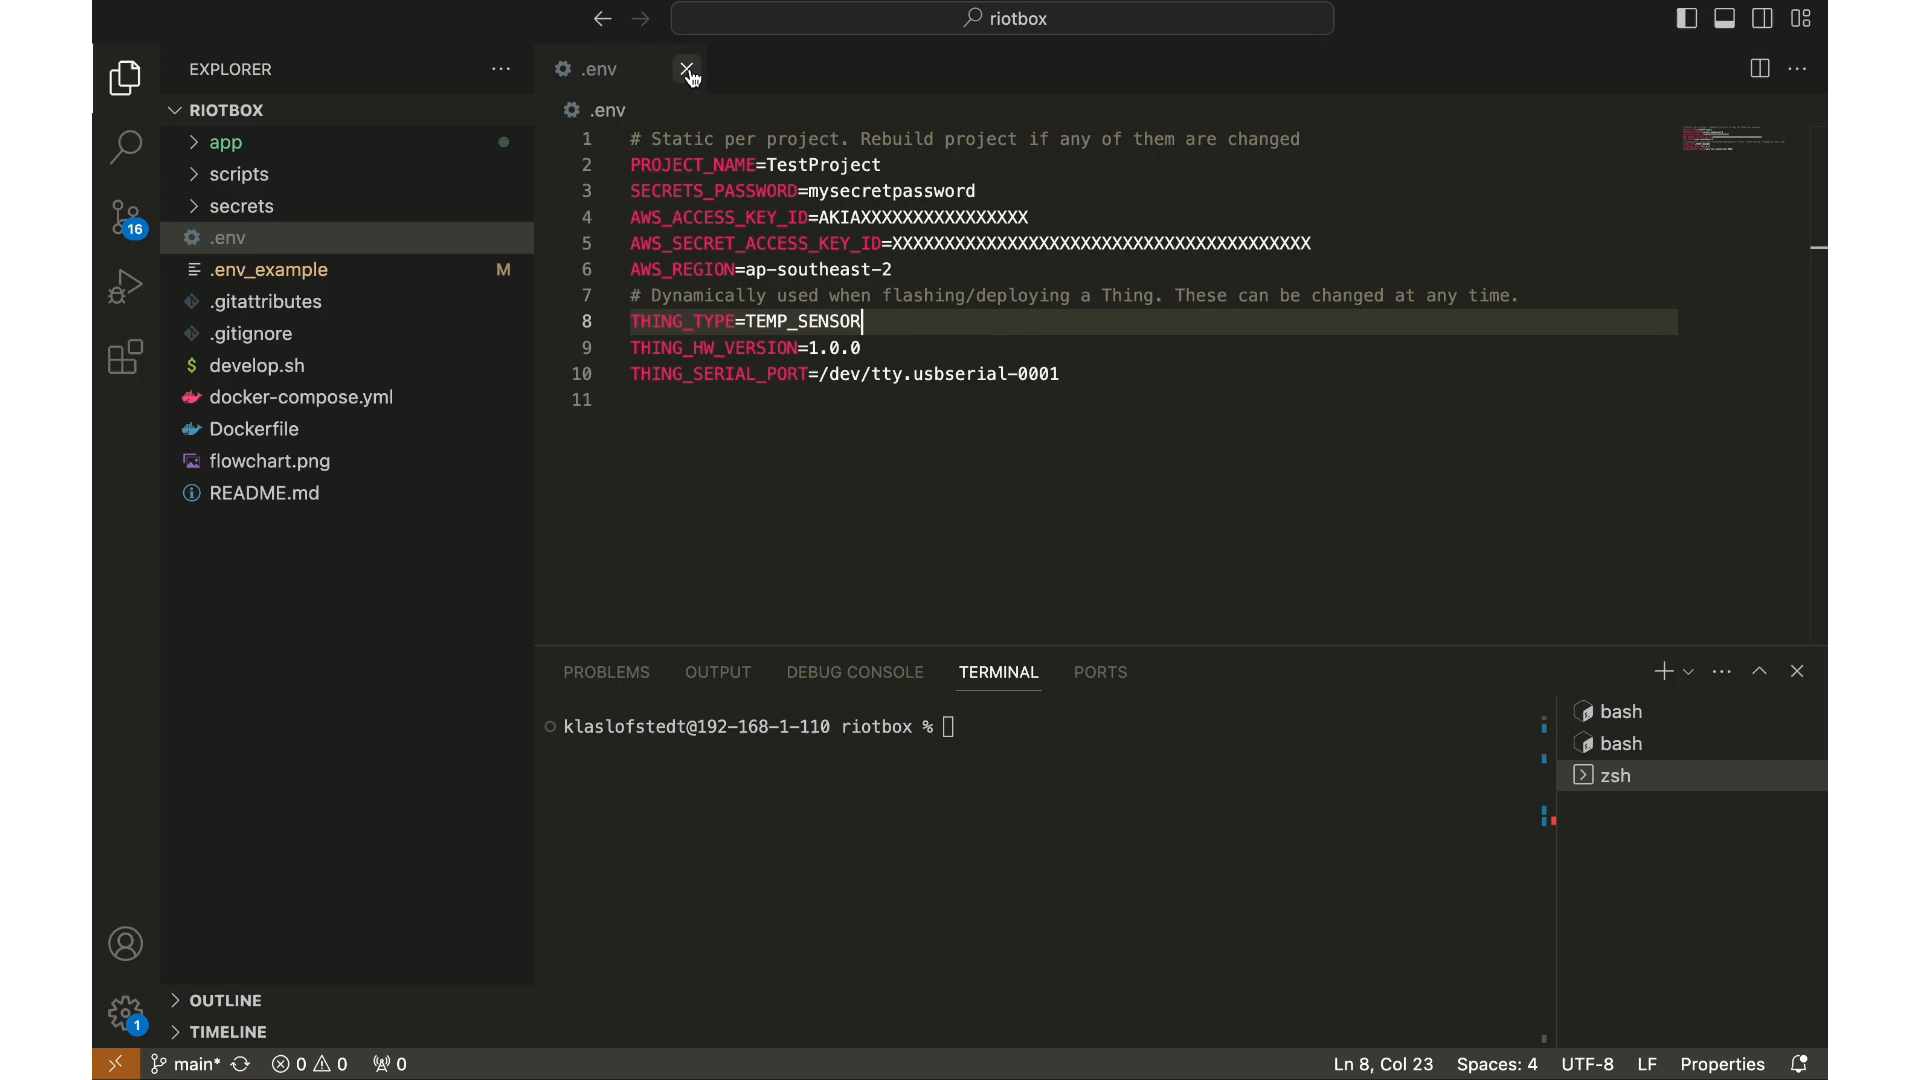 riotbox
EXPLORER
.env
RIOTBOX
app
scripts
secrets
.env
.env_example M
.gitattributes
.gitignore
develop.sh
docker-compose.yml
Dockerfile
flowchart.png
README.md
OUTLINE
TIMELINE
16
1
.env
1 # Static per project. Rebuild project if any of them are changed
2 PROJECT_NAME=TestProject
3 SECRETS_PASSWORD=mysecretpassword
4 AWS_ACCESS_KEY_ID=AKIAXXXXXXXXXXXXXXXX
5 AWS_SECRET_ACCESS_KEY_ID=XXXXXXXXXXXXXXXXXXXXXXXXXXXXXXXXXXXXXXXX
6 AWS_REGION=ap-southeast-2
7 # Dynamically used when flashing/deploying a Thing. These can be changed at any time.
8 THING_TYPE=TEMP_SENSOR
9 THING_HW_VERSION=1.0.0
10 THING_SERIAL_PORT=/dev/tty.usbserial-0001
11
PROBLEMS OUTPUT DEBUG CONSOLE TERMINAL PORTS
klaslofstedt@192-168-1-110 riotbox %
bash
bash
zsh
main* 0 0 0 Ln 8, Col 23 Spaces: 4 UTF-8 LF Properties